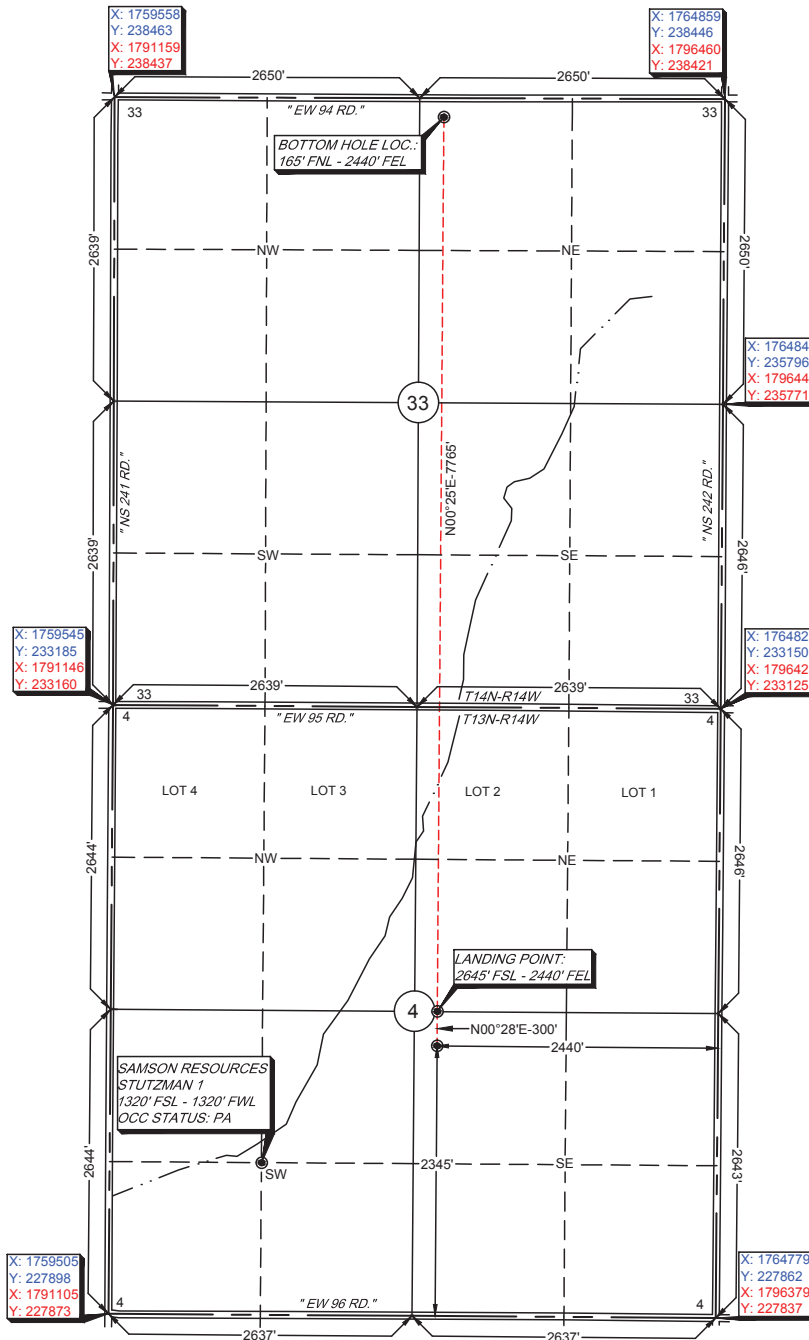 X: 1759558
Y: 238463
X: 1791159
Y: 238437
X: 1764859
Y: 238446
X: 1796460
Y: 238421
2650'
2650'
33
" EW 94 RD."
33
BOTTOM HOLE LOC.:
165' FNL - 2440' FEL
2639'
NW
NE
2650'
X: 176484
Y: 235796
X: 179644
Y: 235771
33
" NS 241 RD."
N00°25'E-7765'
" NS 242 RD."
2639'
SW
SE
2646'
X: 1759545
Y: 233185
X: 1791146
Y: 233160
X: 176482
Y: 233150
X: 179642
Y: 233125
33
2639'
T14N-R14W
2639'
33
4
" EW 95 RD."
T13N-R14W
4
LOT 4
LOT 3
LOT 2
LOT 1
2644'
NW
NE
2646'
LANDING POINT:
2645' FSL - 2440' FEL
4
N00°28'E-300'
2440'
SAMSON RESOURCES
STUTZMAN 1
1320' FSL - 1320' FWL
OCC STATUS: PA
2644'
SW
2345'
SE
2643'
X: 1759505
Y: 227898
X: 1791105
Y: 227873
X: 1764779
Y: 227862
X: 1796379
Y: 227837
4
" EW 96 RD."
4
2637'
2637'